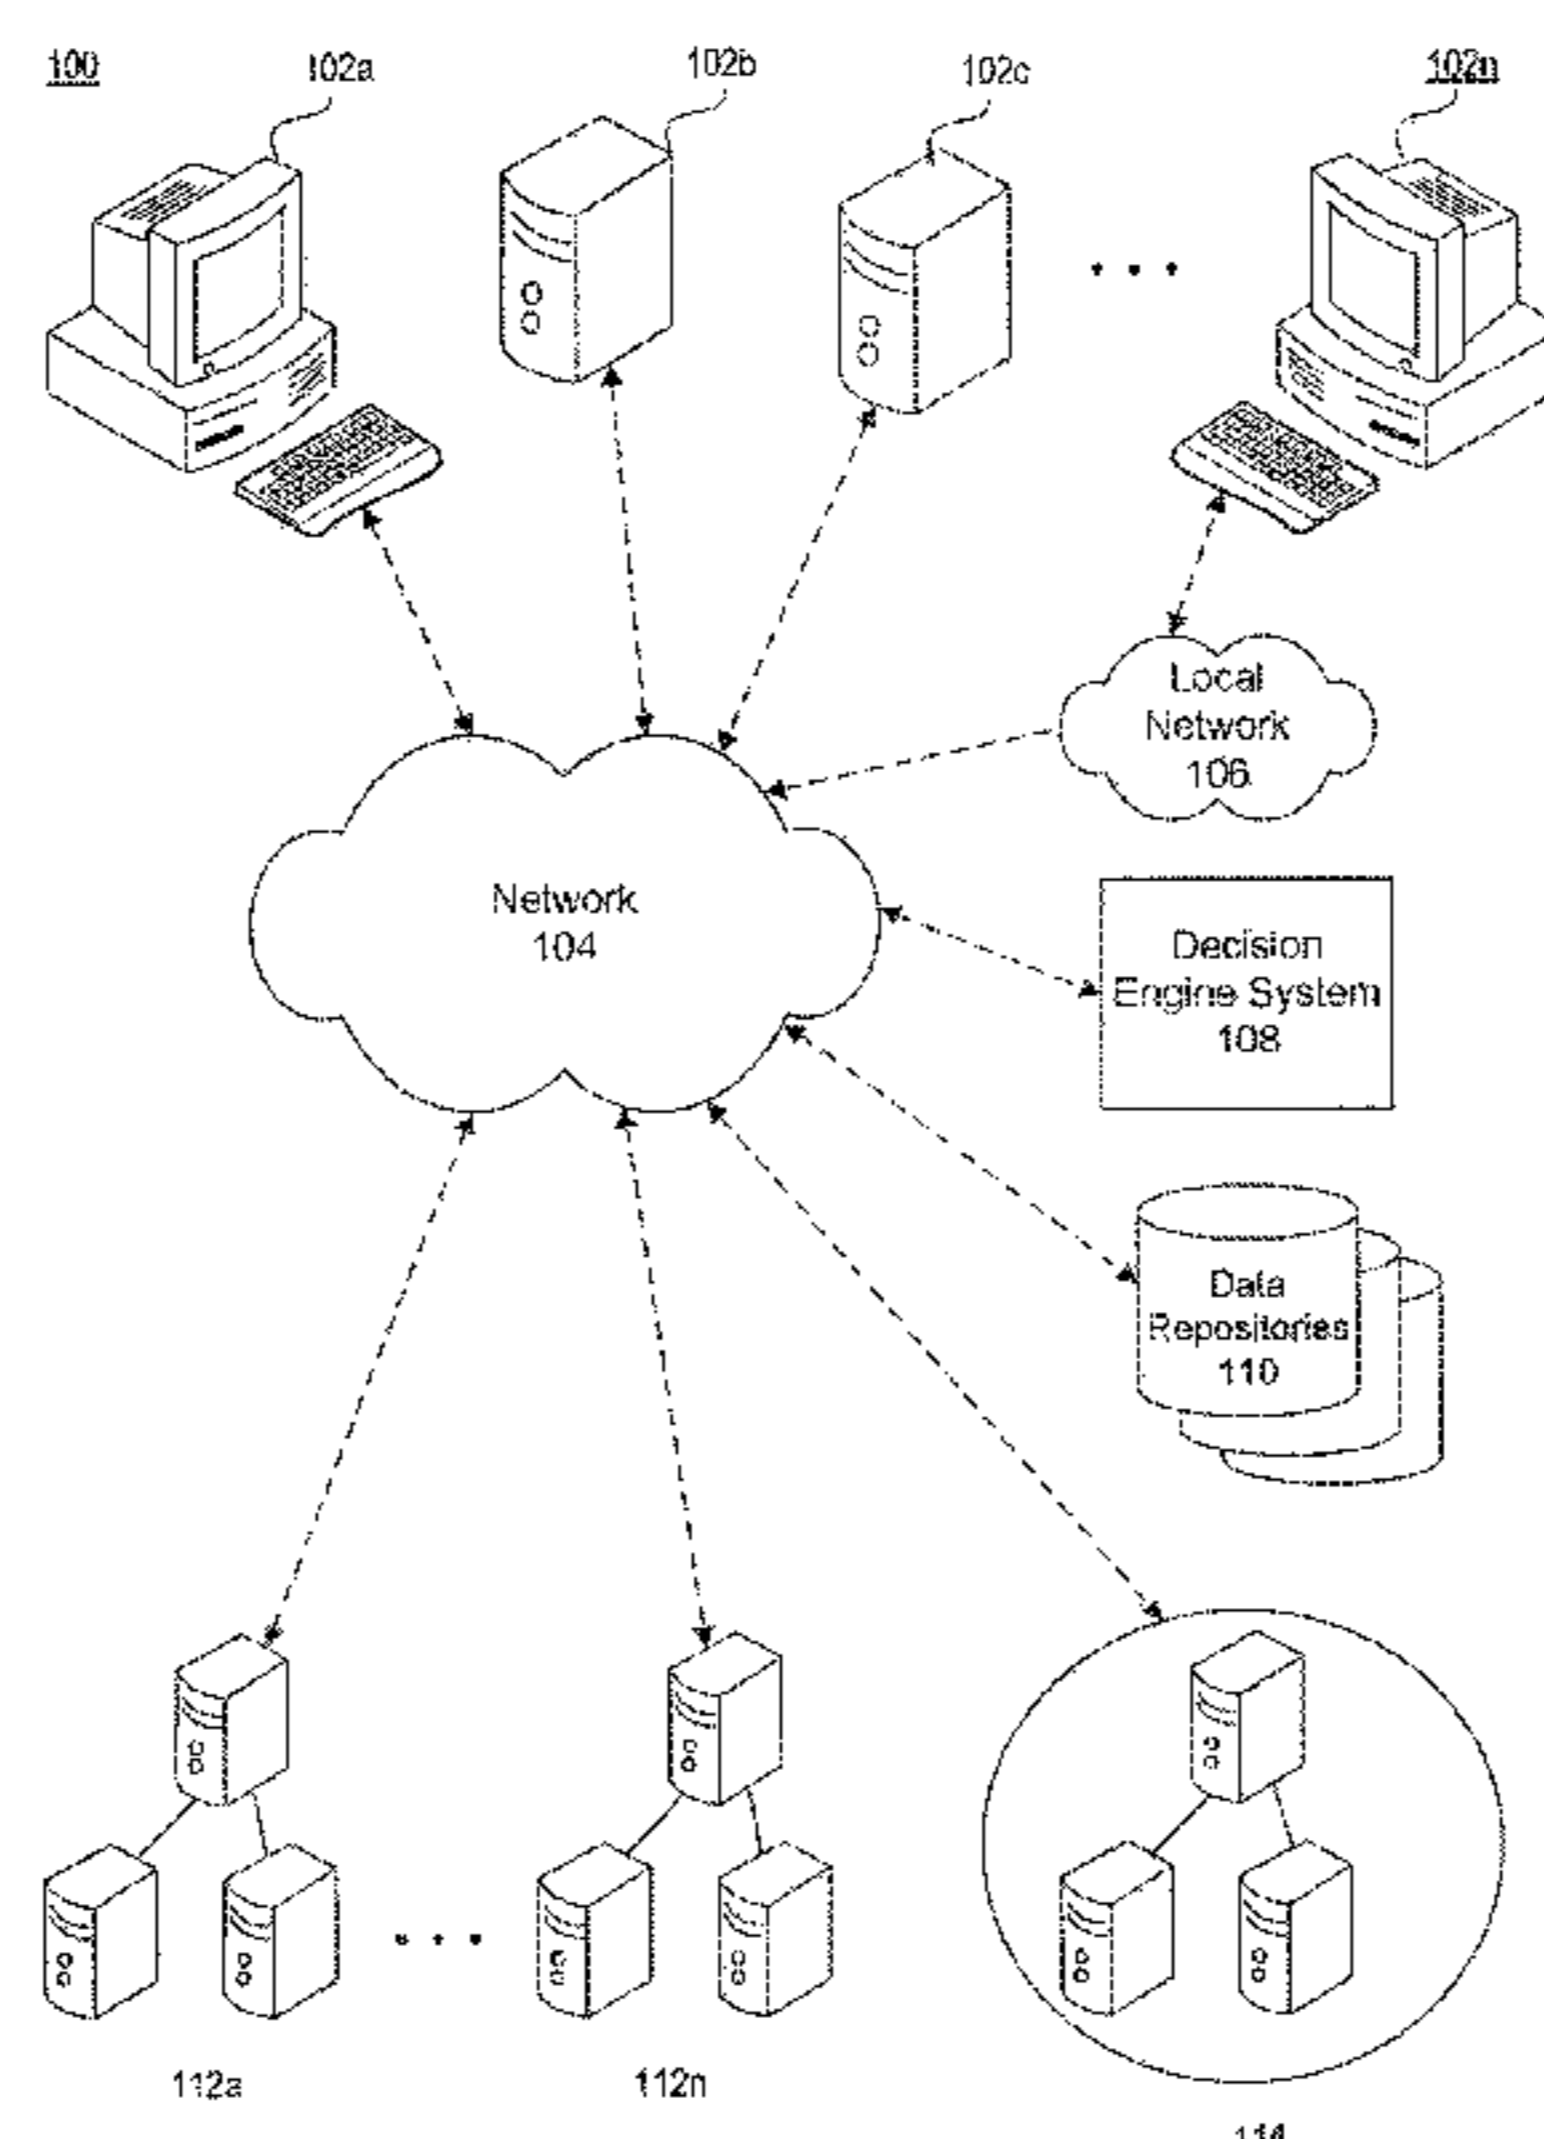 100
102a
102b
102c
102n
Local
Network
106
Network
104
Decision
Engine System
108
Data
Repositories
110
112a
112n
114